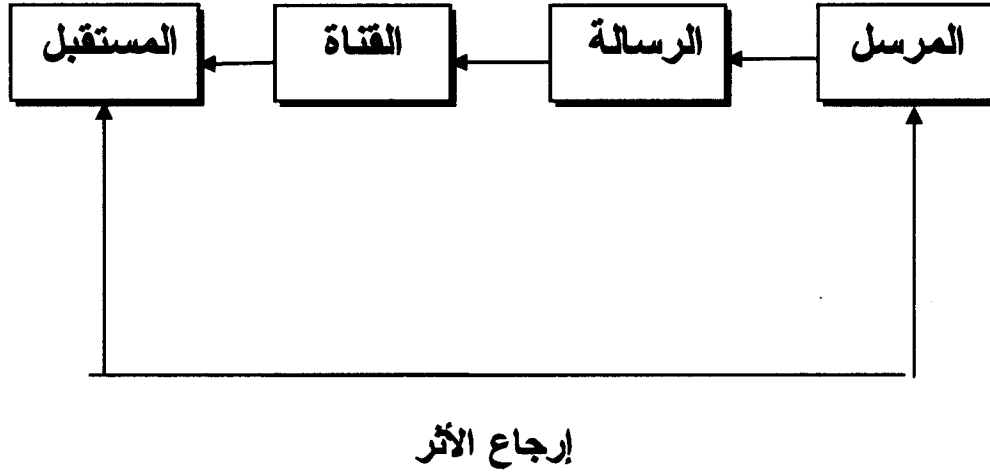 المرسل
الرسالة
القناة
المستقبل
إرجاع الأثر